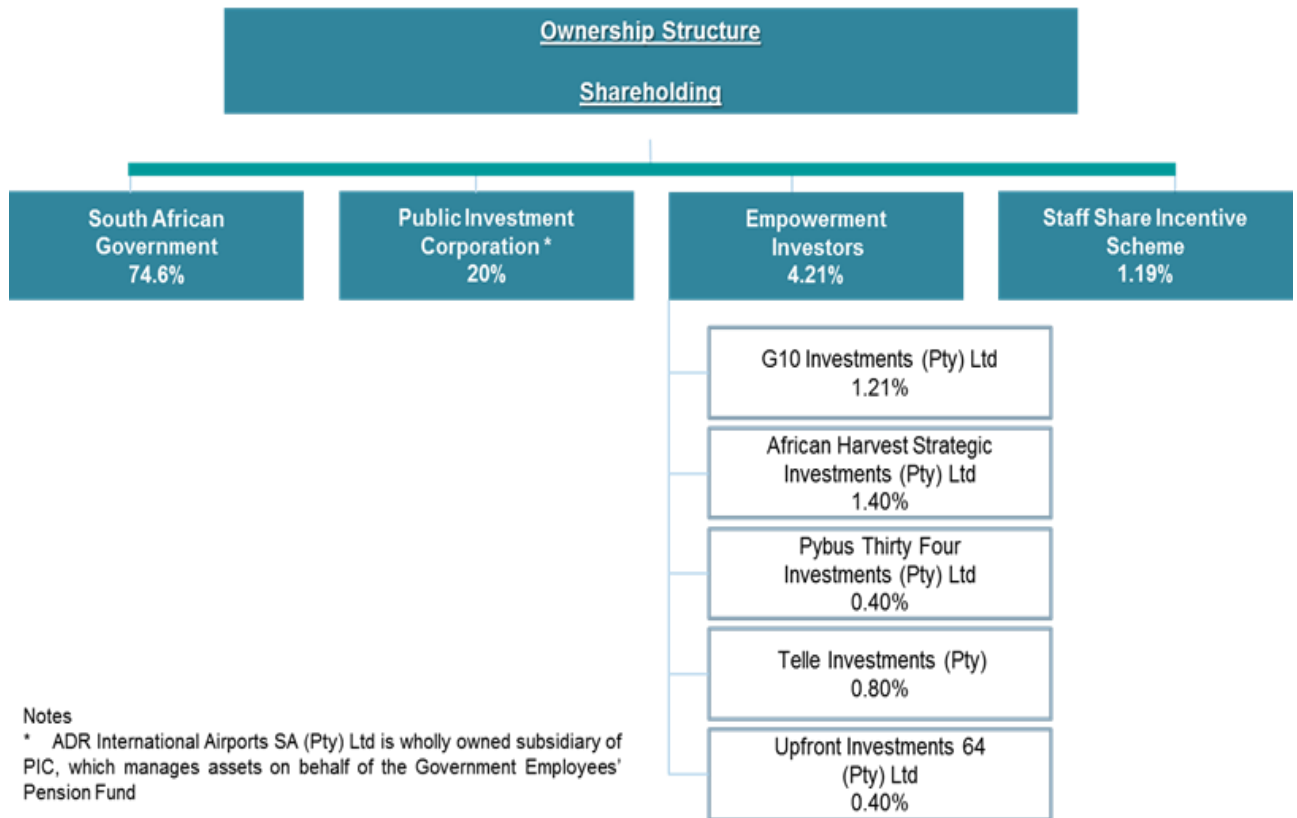 Ownership Structure
Shareholding
South African
Government
74.6%
Public Investment
Corporation *
20%
Empowerment
Investors
4.21%
Staff Share Incentive
Scheme
1.19%
G10 Investments (Pty) Ltd
1.21%
African Harvest Strategic
Investments (Pty) Ltd
1.40%
Pybus Thirty Four
Investments (Pty) Ltd
0.40%
Telle Investments (Pty)
0.80%
Upfront Investments 64
(Pty) Ltd
0.40%
Notes
* ADR International Airports SA (Pty) Ltd is wholly owned subsidiary of
PIC, which manages assets on behalf of the Government Employees'
Pension Fund